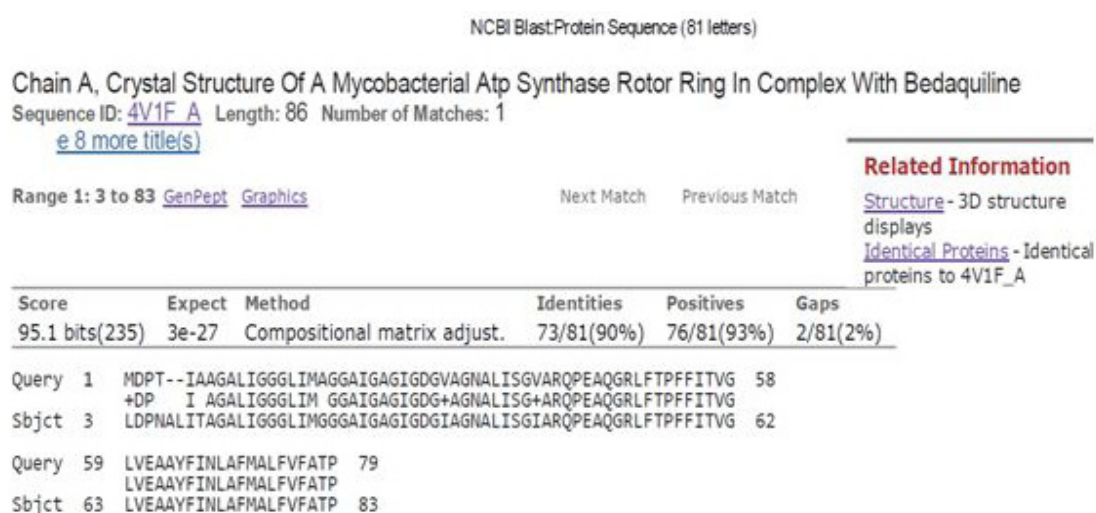 NCBI Blast:Protein Sequence (81 letters)
Chain A, Crystal Structure Of A Mycobacterial Atp Synthase Rotor Ring In Complex With Bedaquiline
Sequence ID: 4V1F_A Length: 86 Number of Matches: 1
e 8 more title(s)
Range 1: 3 to 83 GenPept Graphics Next Match Previous Match
Related Information
Structure - 3D structure
displays
Identical Proteins - Identical
proteins to 4V1F_A
Score Expect Method Identities Positives Gaps
95.1 bits(235) 3e-27 Compositional matrix adjust. 73/81(90%) 76/81(93%) 2/81(2%)
Query 1 MDPT--IAAGALIGGGLIMAGGAIGAGIGDGVAGNALISGVARQPEAQGRLFTPFFITVG 58
+DP I AGALIGGGLIM GGAIGAGIGDG+AGNALISG+ARQPEAQGRLFTPFFITVG
Sbjct 3 LDPNALITAGALIGGGLIMGGGAIGAGIGDGIAGNALISGIARQPEAQGRLFTPFFITVG 62
Query 59 LVEAAYFINLAFMALFVFATP 79
LVEAAYFINLAFMALFVFATP
Sbjct 63 LVEAAYFINLAFMALFVFATP 83